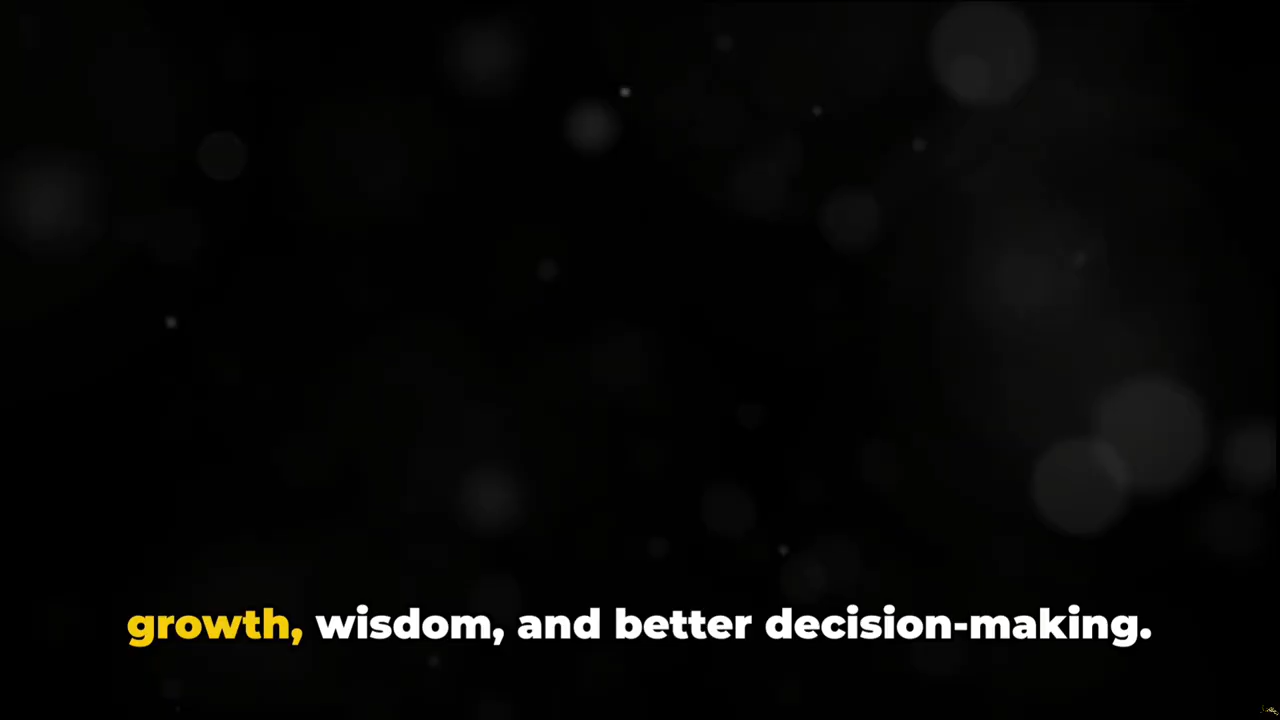 growth, wisdom, and better decision-making.